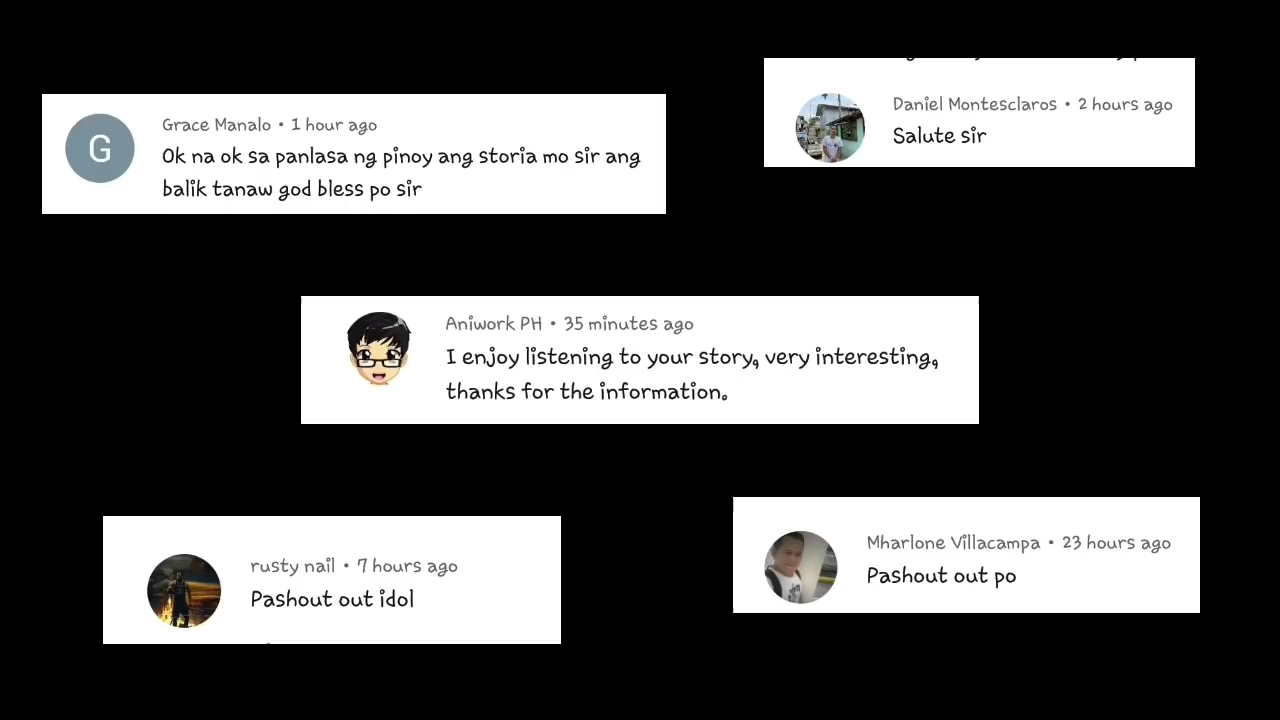 G
Grace Manalo • 1 hour ago
Ok na ok sa panlasa ng pinoy ang storia mo sir ang
balik tanaw god bless po sir
Daniel Montesclaros • 2 hours ago
Salute sir
Aniwork PH • 35 minutes ago
I enjoy listening to your story, very interesting,
thanks for the information.
rusty nail • 7 hours ago
Pashout out idol
Mharlone Villacampa • 23 hours ago
Pashout out po